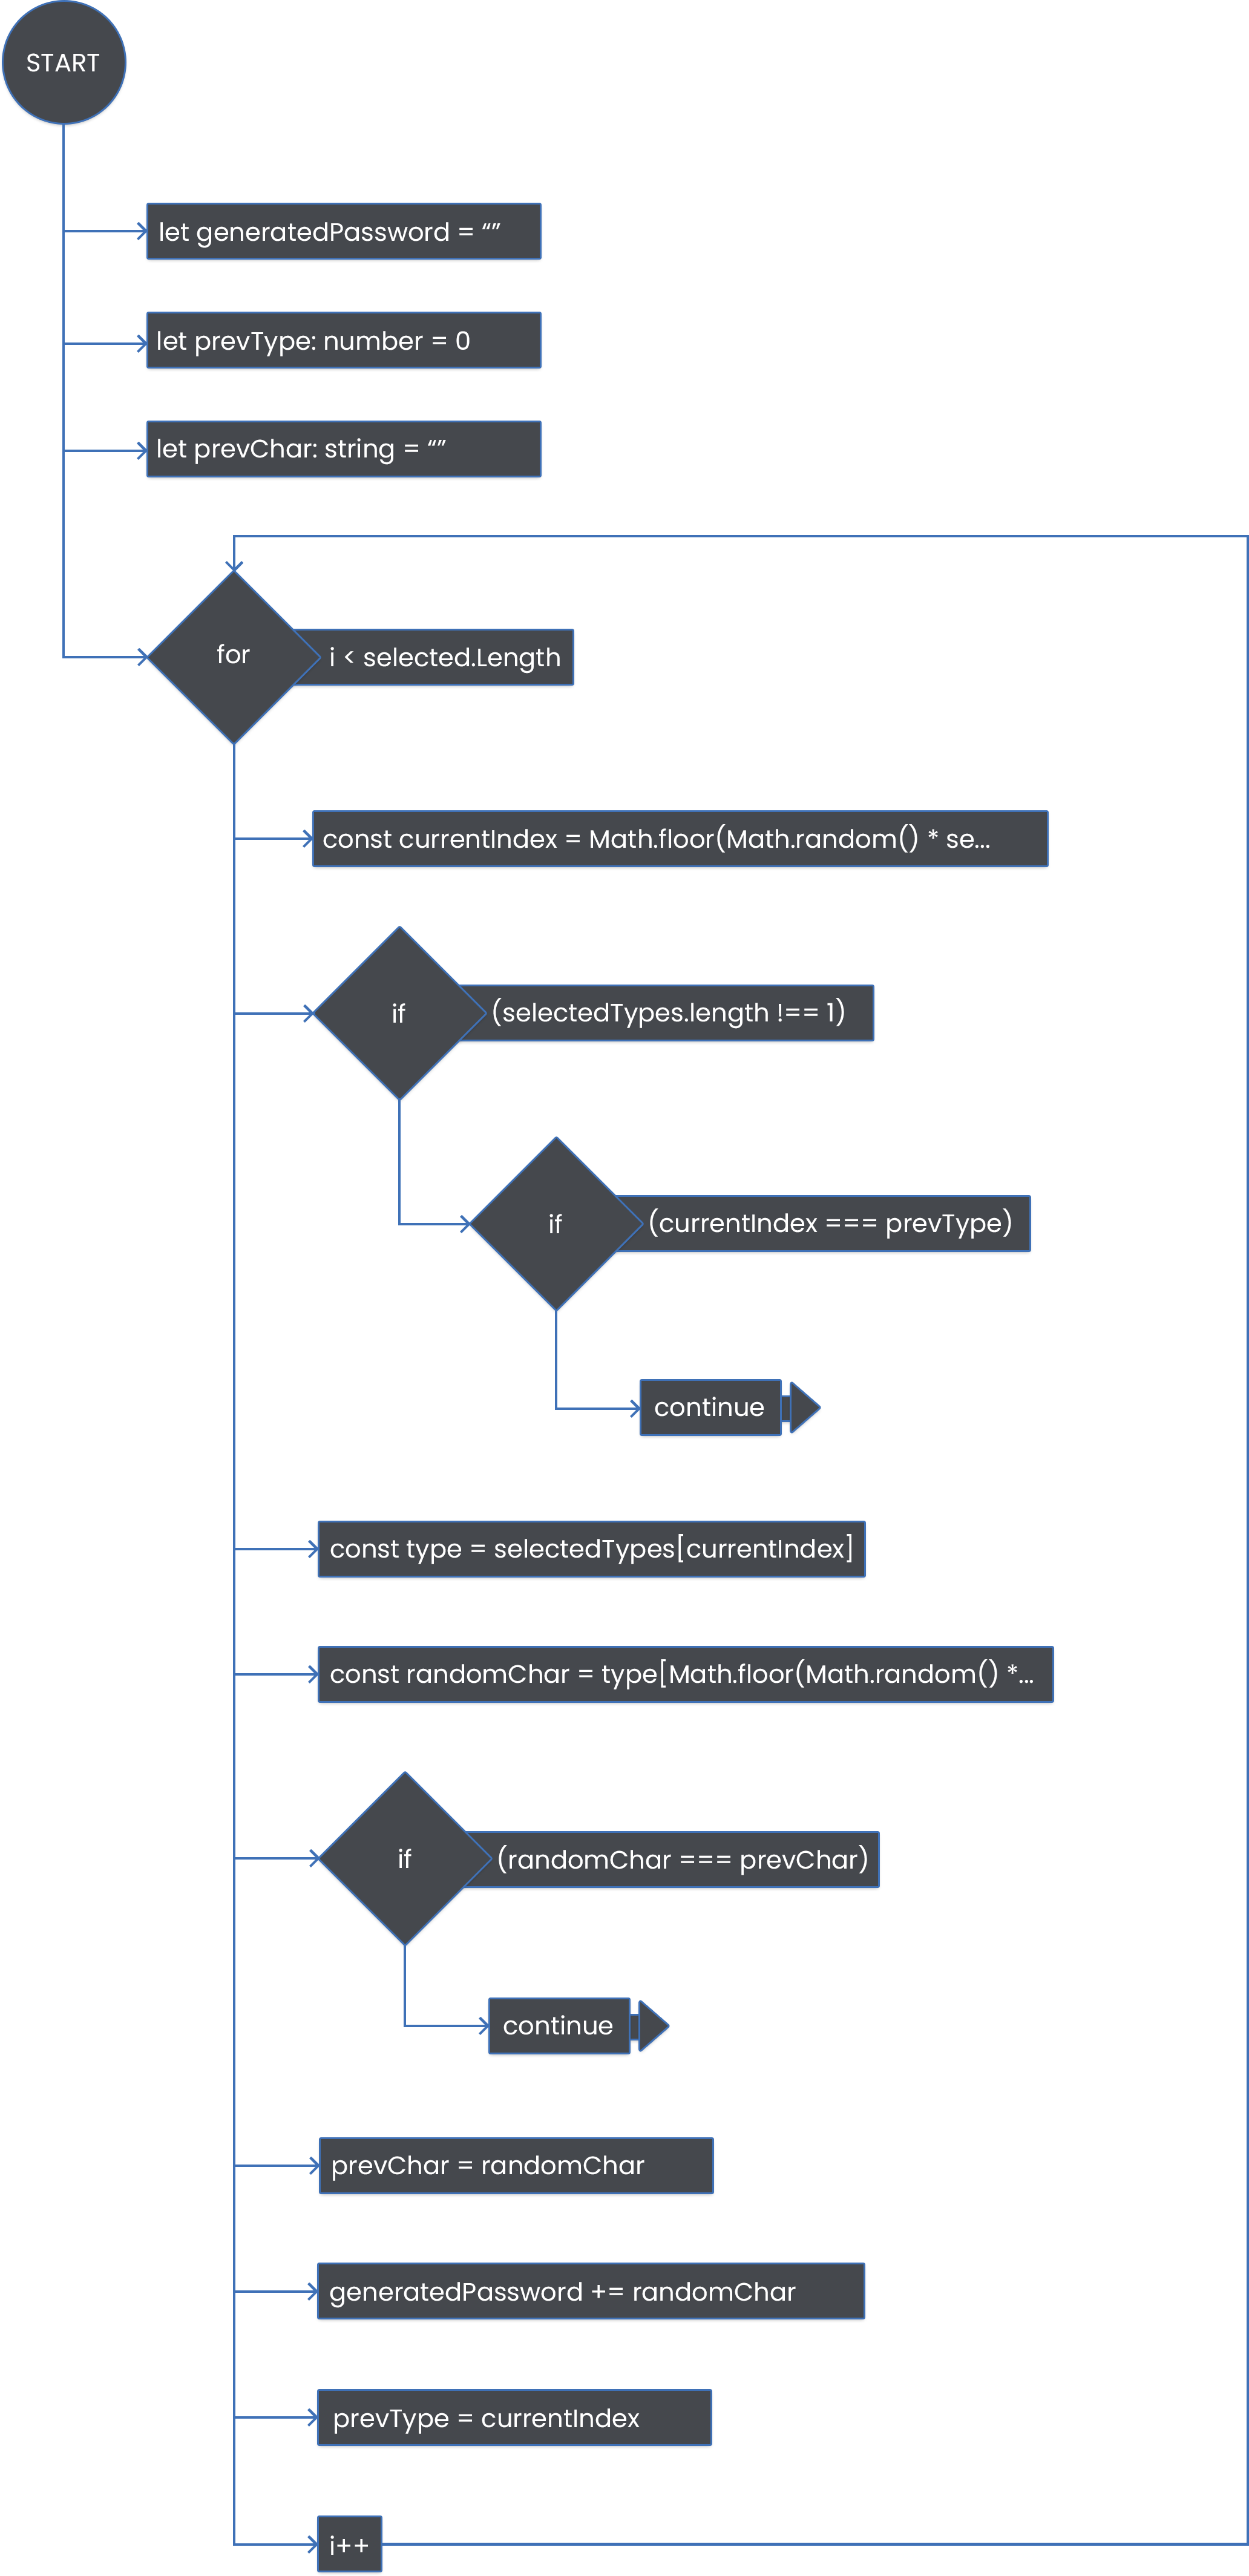 START
let generatedPassword = “”
let prevType: number = 0
let prevChar: string = “”
for
i < selected.Length
const currentIndex = Math.floor(Math.random() * se...
if
(selectedTypes.length !== 1)
if
(currentIndex === prevType)
continue
const type = selectedTypes[currentIndex]
const randomChar = type[Math.floor(Math.random() *...
if
(randomChar === prevChar)
continue
prevChar = randomChar
generatedPassword += randomChar
prevType = currentIndex
i++